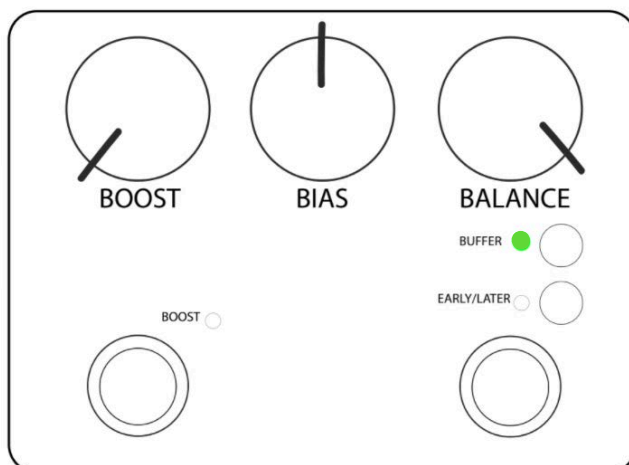 BOOST
BIAS
BALANCE
BUFFER
EARLY/LATER
BOOST